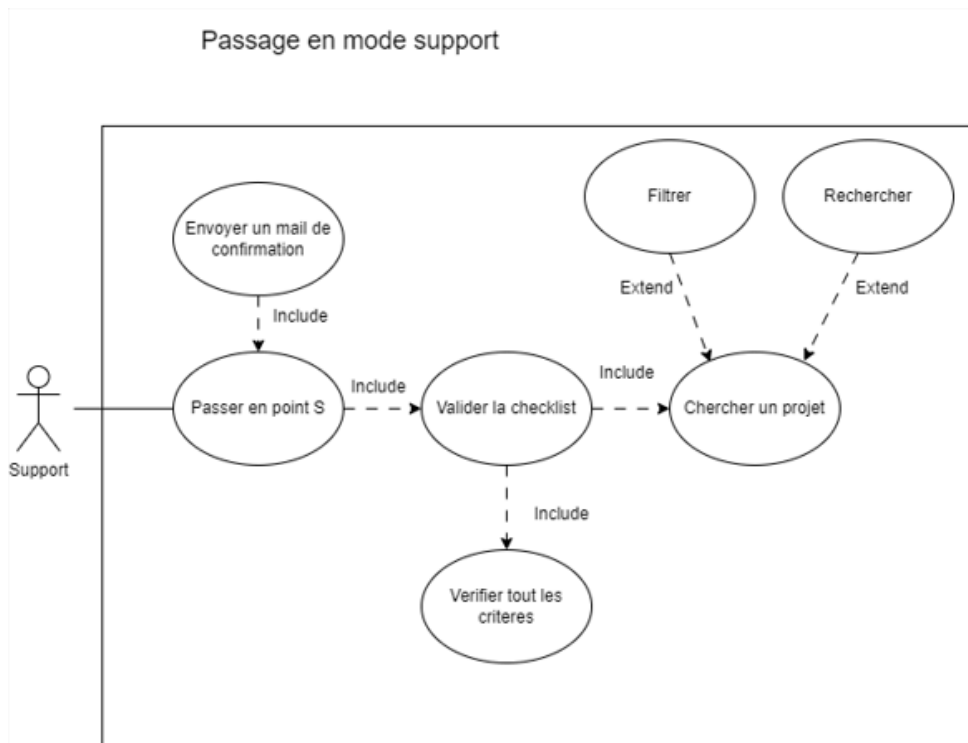 Passage en mode support
Filtrer
Rechercher
Envoyer un mail de
confirmation
Extend
Extend
Include
Include
Include
Passer en point S
Valider la checklist
Chercher un projet
Support
Include
Verifier tout les
criteres